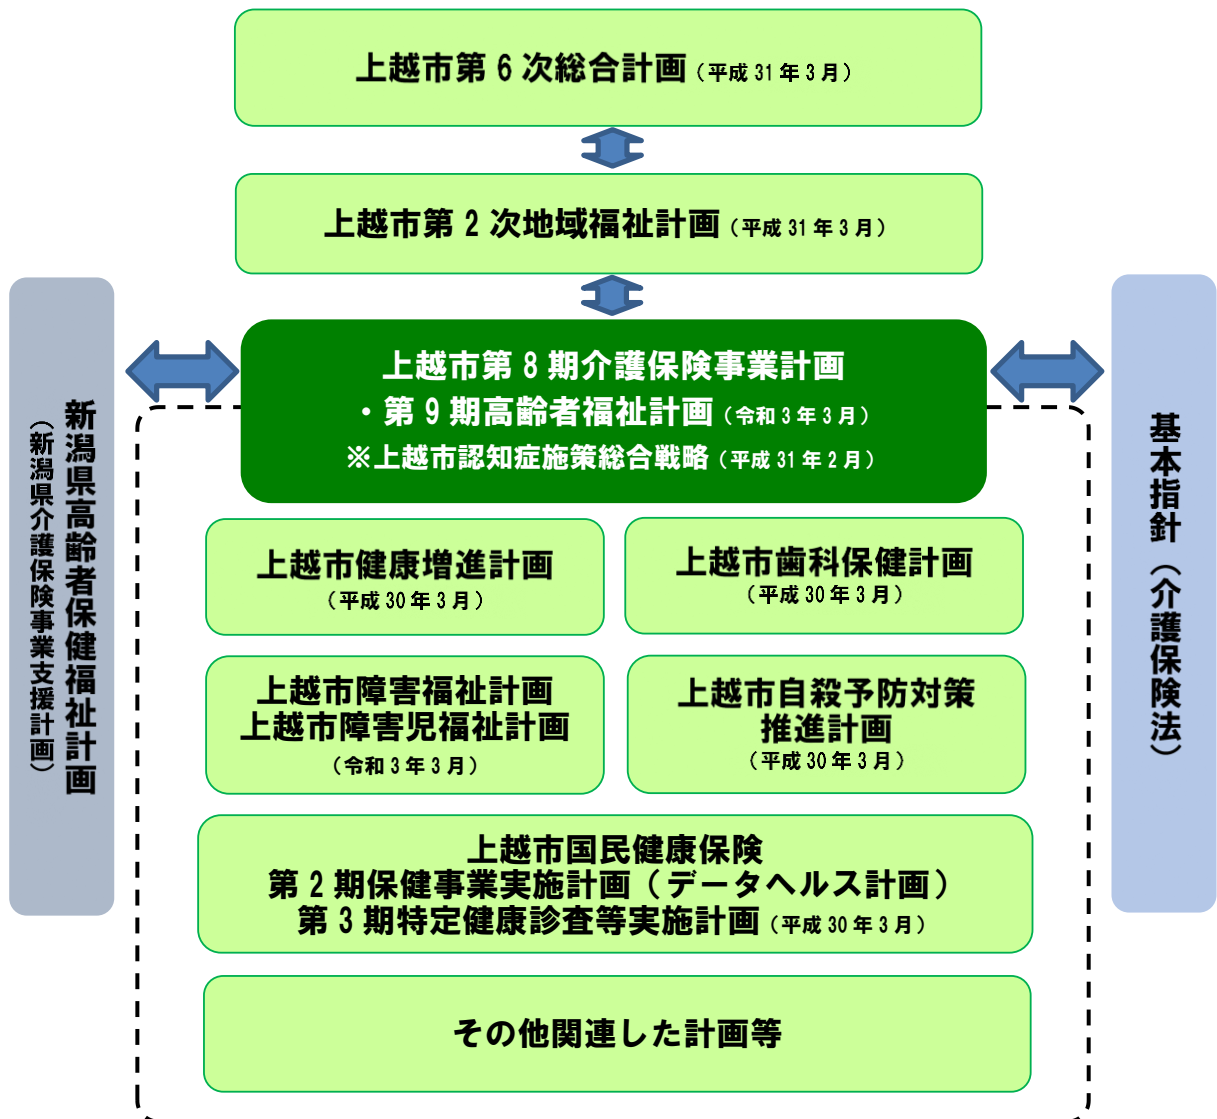 上越市第6次総合計画（平成31年3月）
上越市第2次地域福祉計画（平成31年3月）
上越市第8期介護保険事業計画
・第9期高齢者福祉計画（令和3年3月）
※上越市認知症施策総合戦略（平成31年2月）
新潟県高齢者保健福祉計画
（新潟県介護保険事業支援計画）
基本指針（介護保険法）
上越市健康増進計画
（平成30年3月）
上越市歯科保健計画
（平成30年3月）
上越市障害福祉計画
上越市障害児福祉計画
（令和3年3月）
上越市自殺予防対策
推進計画
（平成30年3月）
上越市国民健康保険
第2期保健事業実施計画（データヘルス計画）
第3期特定健康診査等実施計画（平成30年3月）
その他関連した計画等